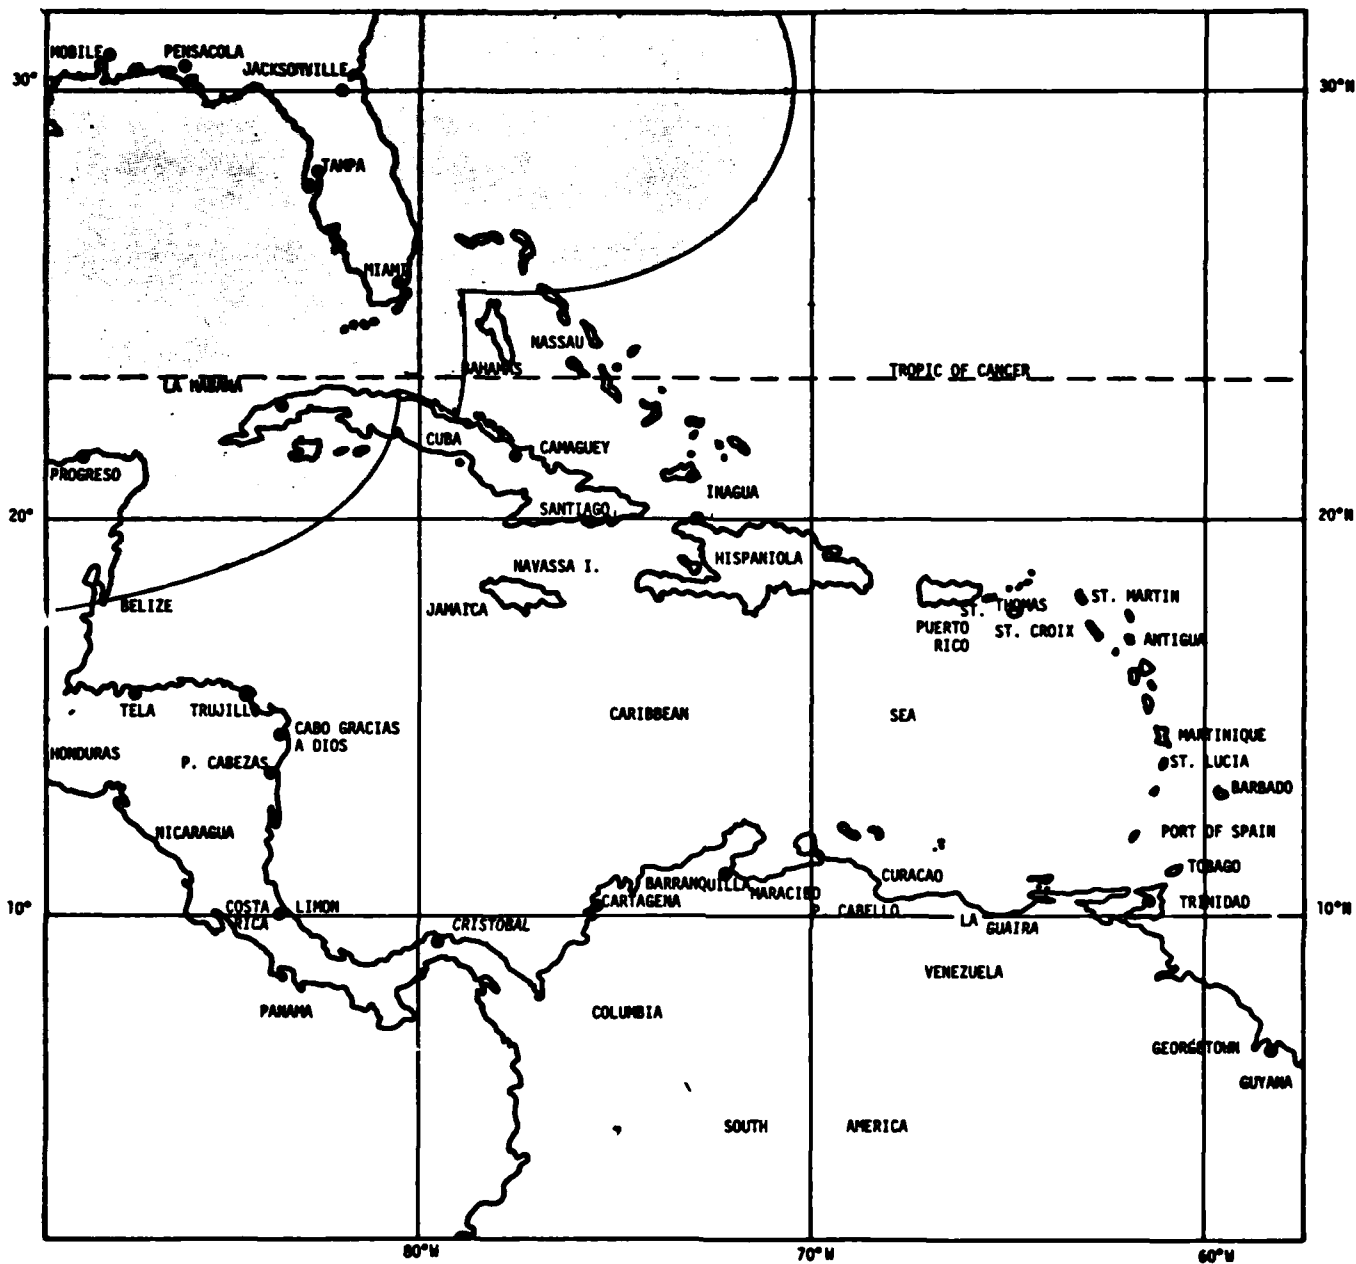 MOBILE
PENSACOLA
JACKSONVILLE
30°
30°N
TAMPA
MIAMI
NASSAU
BAHAMAS
TROPIC OF CANCER
LA HABANA
CUBA
CAMAGUEY
PROGRESO
INAGUA
SANTIAGO
20°
20°N
HISPANIOLA
NAVASSA I.
BELIZE
JAMAICA
ST. THOMAS
ST. MARTIN
PUERTO
RICO
ST. CROIX
ANTIGUA
TELA
TRUJILL
CARIBBEAN
SEA
CABO GRACIAS
A DIOS
MARTINIQUE
HONDURAS
P. CABEZAS
ST. LUCIA
BARBADO
NICARAGUA
PORT OF SPAIN
TOBAGO
CURACAO
BARRANQUILLA
MARACIBO
CARTAGENA
TRINIDAD
10°
10°N
COSTA
RICA
LIMON
P. CABELLO
CRISTOBAL
LA
GUAIRA
VENEZUELA
PANAMA
COLUMBIA
GEORGETOWN
GUYANA
SOUTH
AMERICA
80°W
70°W
60°W